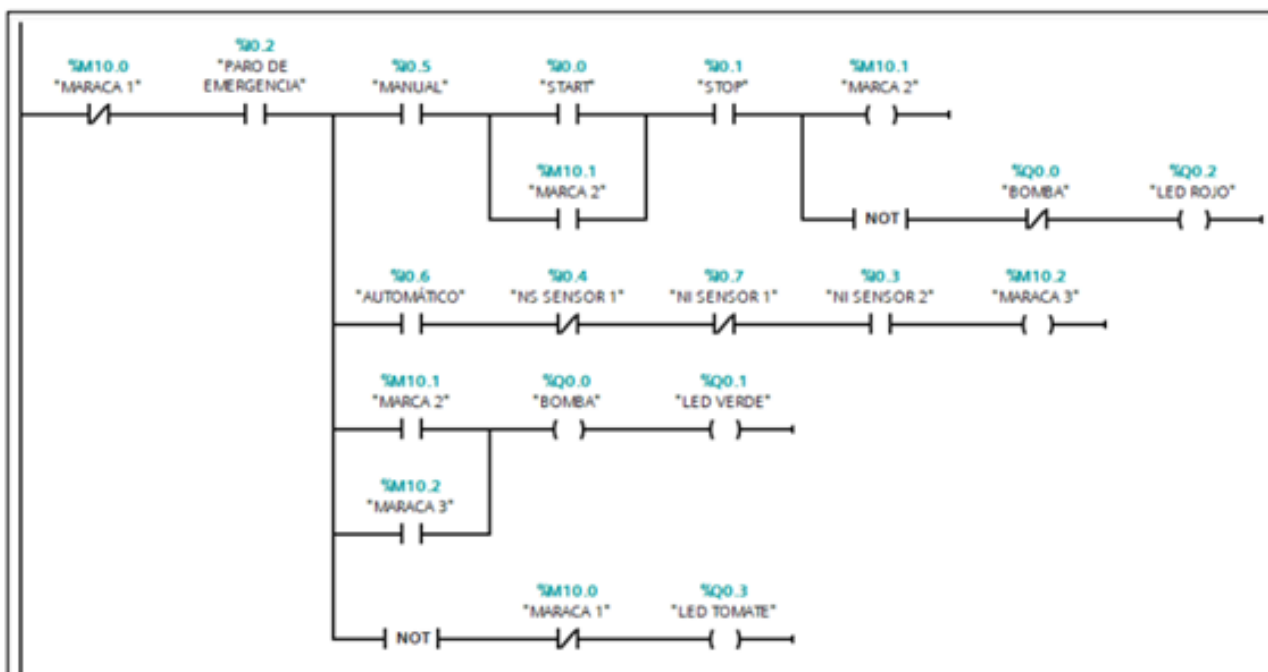 %M10.0
"MARACA 1"
%I0.2
"PARO DE
EMERGENCIA"
%I0.5
"MANUAL"
%I0.0
"START"
%I0.1
"STOP"
%M10.1
"MARCA 2"
%M10.1
"MARCA 2"
NOT
%Q0.0
"BOMBA"
%Q0.2
"LED ROJO"
%I0.6
"AUTOMÁTICO"
%I0.4
"NS SENSOR 1"
%I0.7
"NI SENSOR 1"
%I0.3
"NI SENSOR 2"
%M10.2
"MARACA 3"
%M10.1
"MARCA 2"
%Q0.0
"BOMBA"
%Q0.1
"LED VERDE"
%M10.2
"MARACA 3"
NOT
%M10.0
"MARACA 1"
%Q0.3
"LED TOMATE"